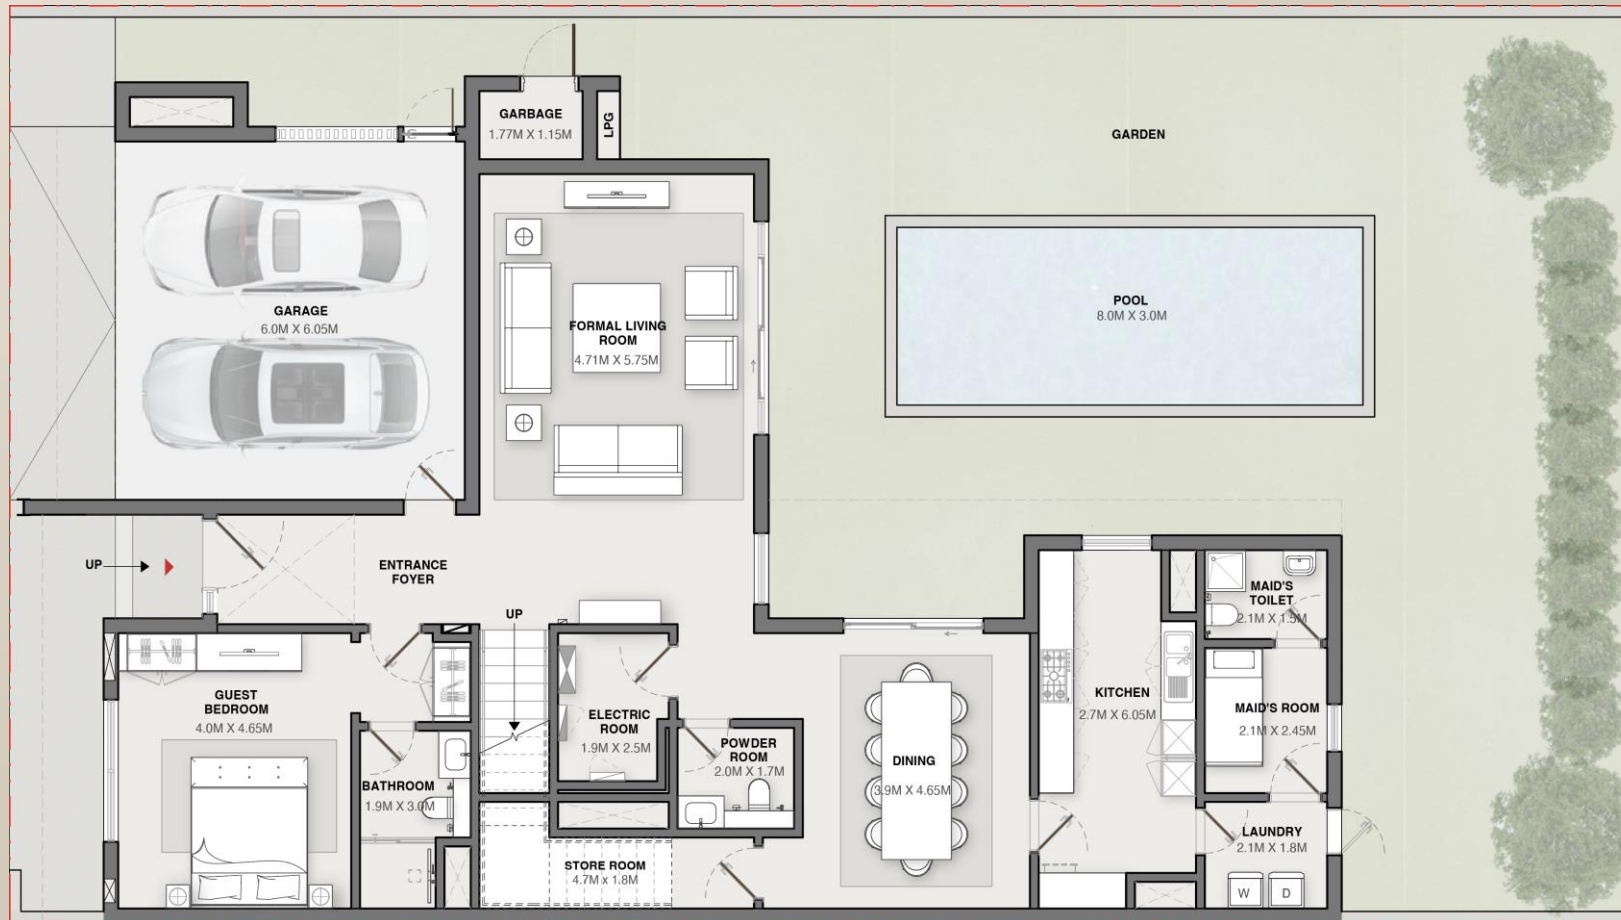 GARBAGE
1.77M X 1.15M
LPG
GARDEN
GARAGE
6.0M X 6.05M
FORMAL LIVING
ROOM
4.71M X 5.75M
POOL
8.0M X 3.0M
UP
ENTRANCE
FOYER
UP
MAID'S
TOILET
2.1M X 1.5M
GUEST
BEDROOM
4.0M X 4.65M
ELECTRIC
ROOM
1.9M X 2.5M
KITCHEN
2.7M X 6.05M
MAID'S ROOM
2.1M X 2.45M
POWDER
ROOM
2.0M X 1.7M
DINING
3.9M X 4.65M
BATHROOM
1.9M X 3.0M
LAUNDRY
2.1M X 1.8M
STORE ROOM
4.7M x 1.8M
W
D